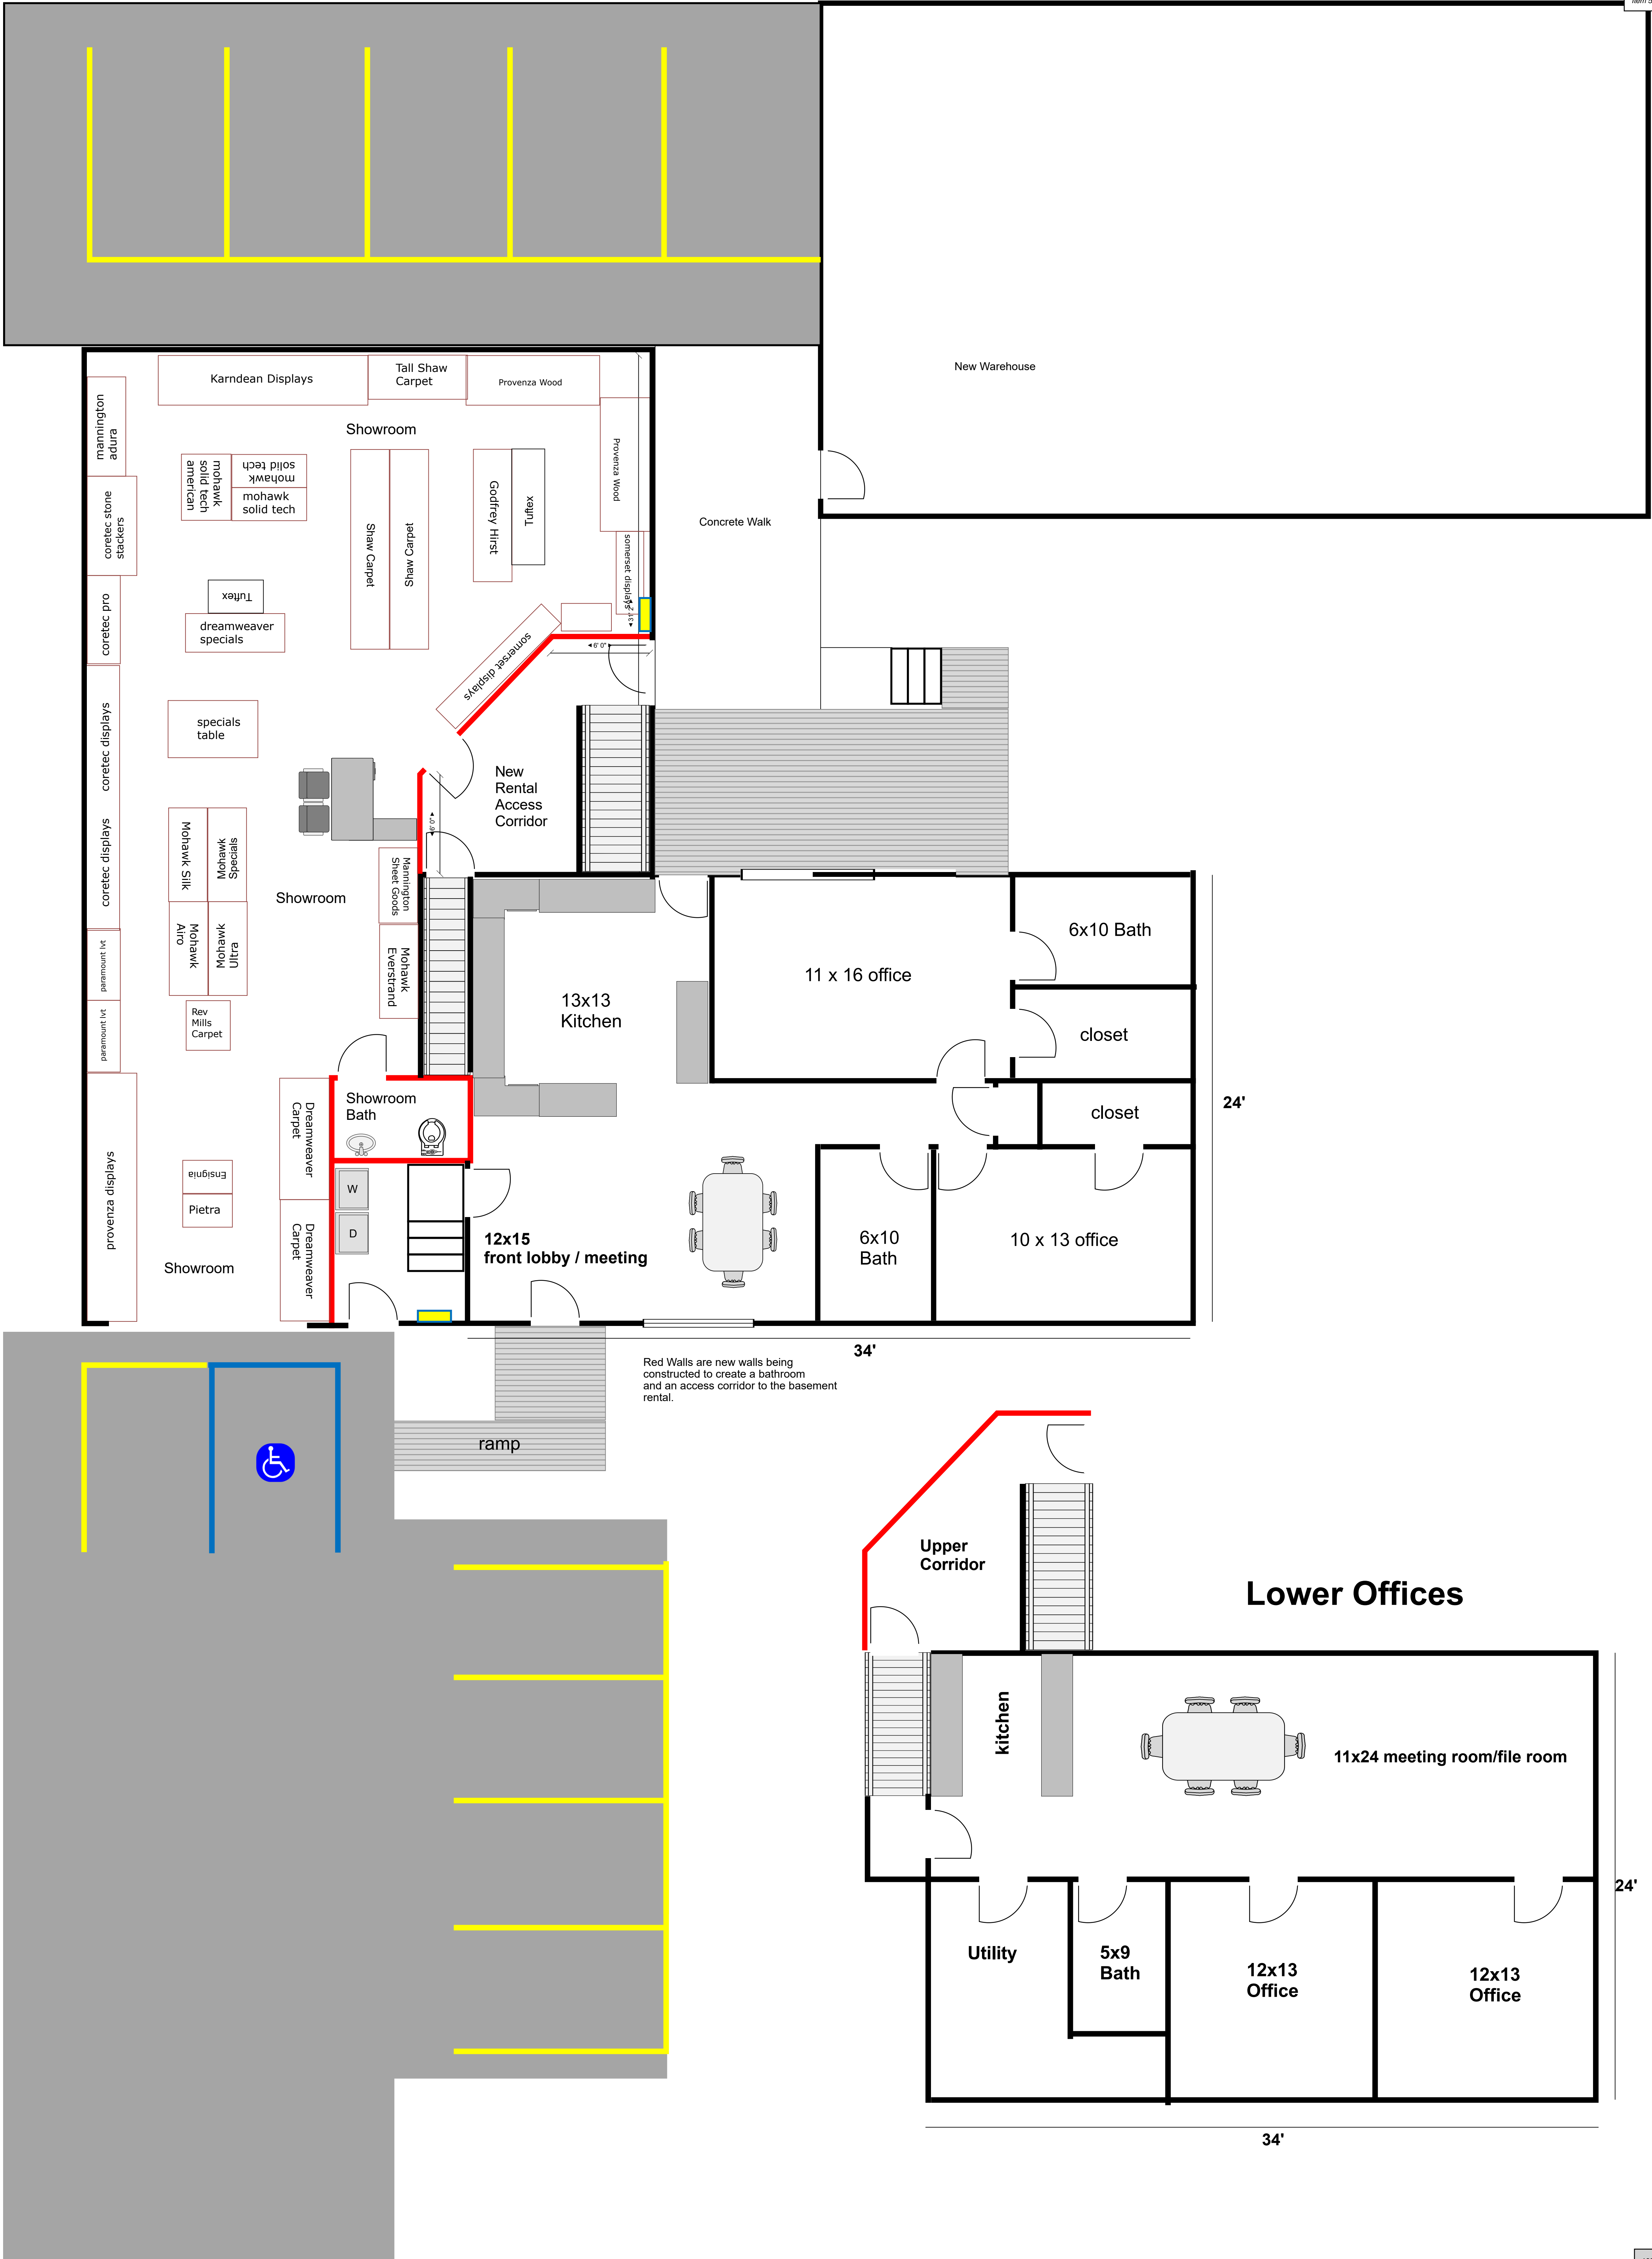 Item 5
New Warehouse
Karndean Displays
Tall Shaw
Carpet
Provenza Wood
mannington
adura
Showroom
Provenza Wood
mohawk
solid tech
american
mohawk
solid tech
mohawk
solid tech
coretec stone
stackers
Shaw Carpet
Shaw Carpet
Godfrey Hirst
Tuftex
Concrete Walk
somerset displays
coretec pro
Tuftex
dreamweaver
specials
somerset displays
6' 0"
coretec displays
specials
table
New
Rental
Access
Corridor
6' 0"
coretec displays
Mohawk Silk
Mohawk
Specials
Mannington
Sheet Goods
Showroom
Mohawk
Airo
Mohawk
Ultra
Mohawk
Everstrand
paramount lvt
paramount lvt
Rev
Mills
Carpet
13x13
Kitchen
11 x 16 office
6x10 Bath
closet
closet
24'
Showroom
Bath
Dreamweaver
Carpet
provenza displays
Ensignia
Pietra
W
D
Dreamweaver
Carpet
Showroom
12x15
front lobby / meeting
6x10
Bath
10 x 13 office
34'
Red Walls are new walls being
constructed to create a bathroom
and an access corridor to the basement
rental.
ramp
Upper
Corridor
Lower Offices
kitchen
11x24 meeting room/file room
24'
Utility
5x9
Bath
12x13
Office
12x13
Office
34'